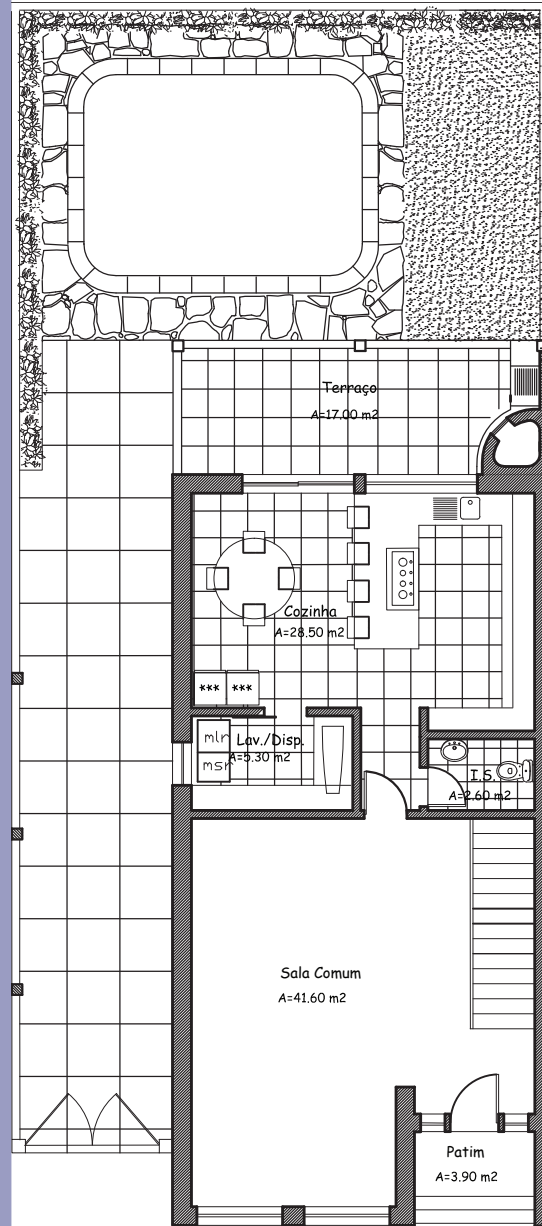 Terraço
A=17.00 m2
Cozinha
A=28.50 m2
*** ***
mlr
Lav./Disp.
A=5.30 m2
msr
I.S.
A=2.60 m2
Sala Comum
A=41.60 m2
Patim
A=3.90 m2